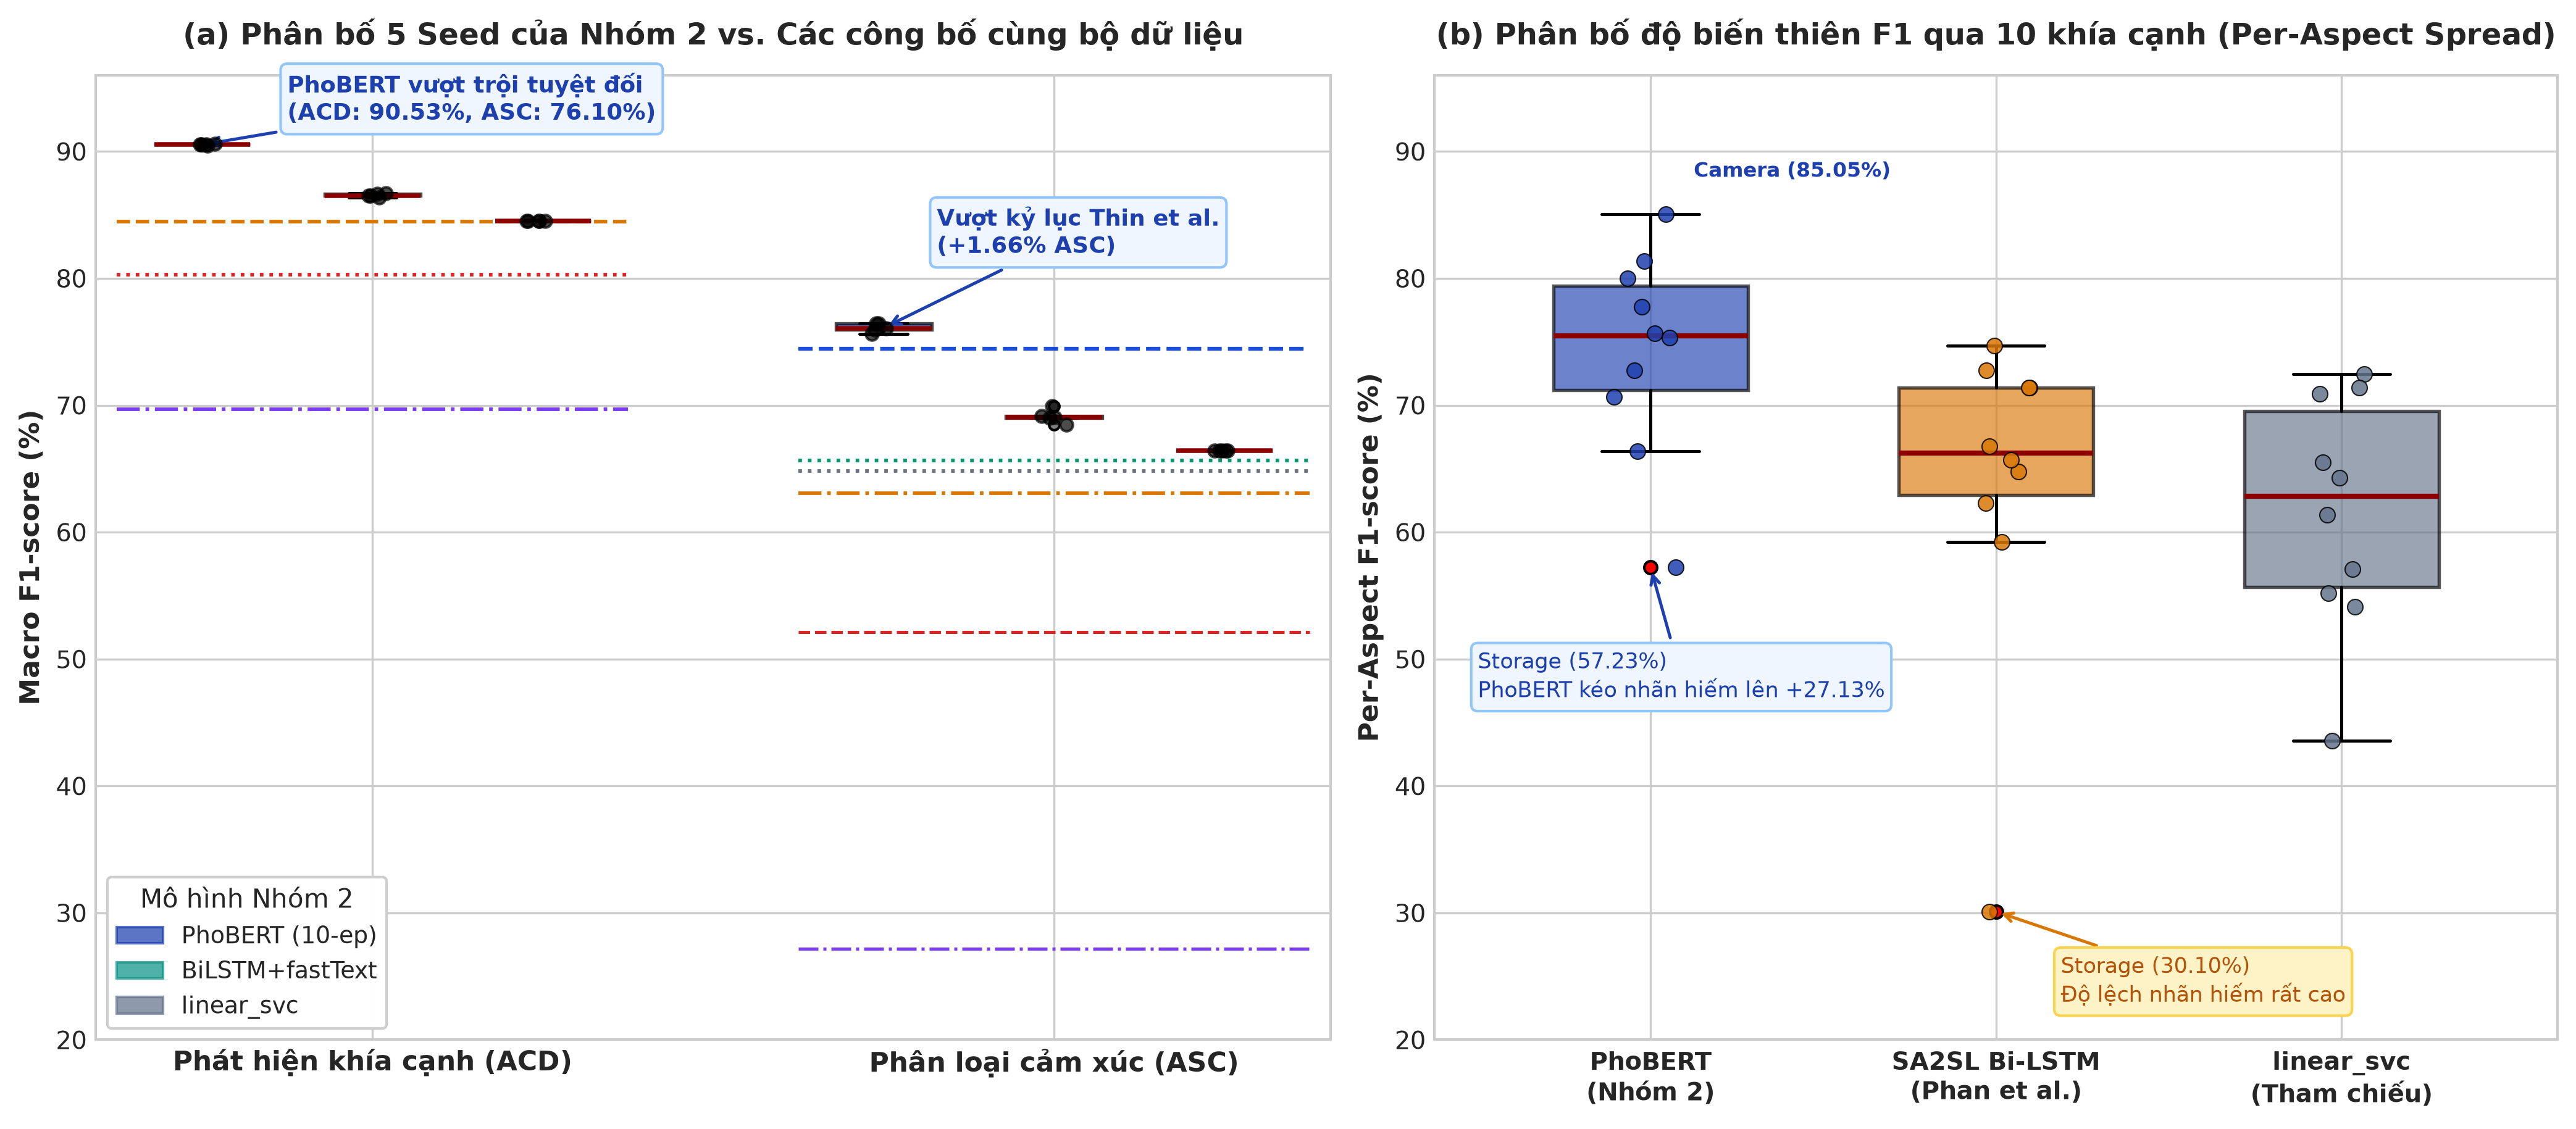 (a) Phân bố 5 Seed của Nhóm 2 vs. Các công bố cùng bộ dữ liệu
Macro F1-score (%)
90
80
70
60
50
40
30
20
PhoBERT vượt trội tuyệt đối
(ACD: 90.53%, ASC: 76.10%)
Vượt kỷ lục Thin et al.
(+1.66% ASC)
Mô hình Nhóm 2
PhoBERT (10-ep)
BiLSTM+fastText
linear_svc
Phát hiện khía cạnh (ACD)
Phân loại cảm xúc (ASC)
(b) Phân bố độ biến thiên F1 qua 10 khía cạnh (Per-Aspect Spread)
Per-Aspect F1-score (%)
90
80
70
60
50
40
30
20
Camera (85.05%)
Storage (57.23%)
PhoBERT kéo nhãn hiếm lên +27.13%
Storage (30.10%)
Độ lệch nhãn hiếm rất cao
PhoBERT
(Nhóm 2)
SA2SL Bi-LSTM
(Phan et al.)
linear_svc
(Tham chiếu)